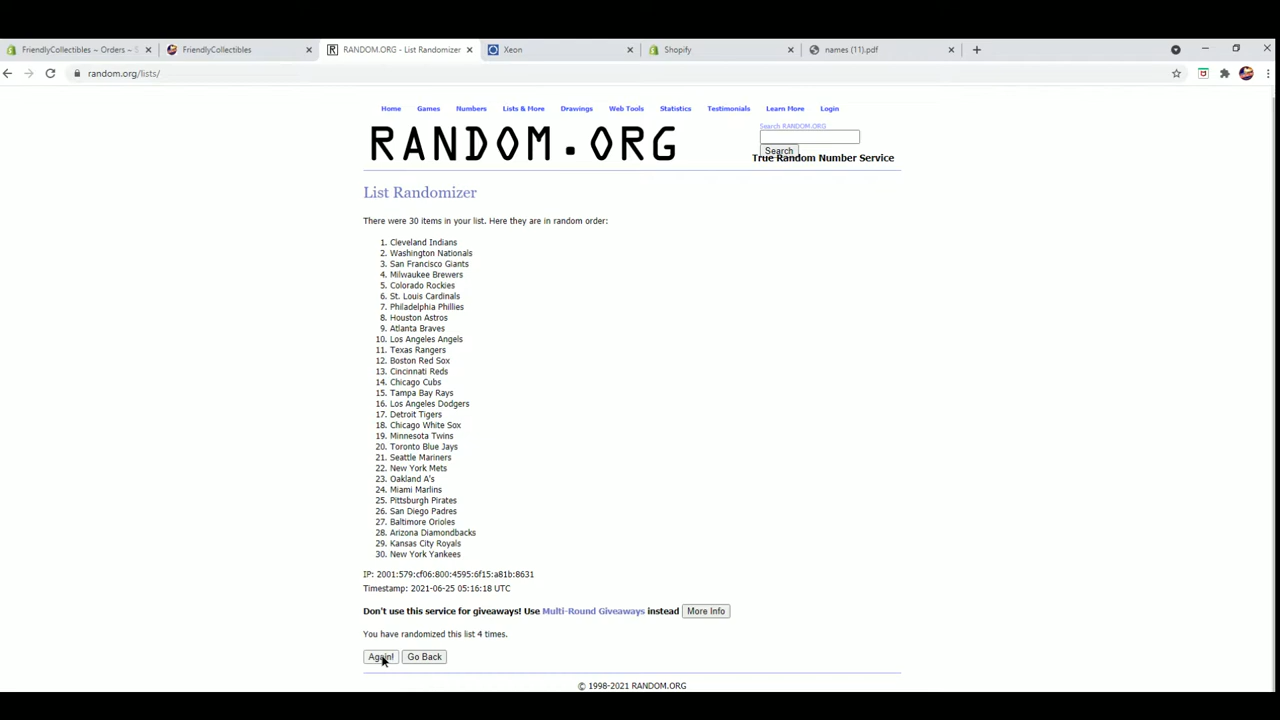 FriendlyCollectibles ~ Orders ~
FriendlyCollectibles
RANDOM.ORG - List Randomizer
Xeon
Shopify
names (11).pdf
random.org/lists/
Home Games Numbers Lists & More Drawings Web Tools Statistics Testimonials Learn More Login
RANDOM.ORG
Search RANDOM.ORG
Search
True Random Number Service
List Randomizer
There were 30 items in your list. Here they are in random order:
1. Cleveland Indians
2. Washington Nationals
3. San Francisco Giants
4. Milwaukee Brewers
5. Colorado Rockies
6. St. Louis Cardinals
7. Philadelphia Phillies
8. Houston Astros
9. Atlanta Braves
10. Los Angeles Angels
11. Texas Rangers
12. Boston Red Sox
13. Cincinnati Reds
14. Chicago Cubs
15. Tampa Bay Rays
16. Los Angeles Dodgers
17. Detroit Tigers
18. Chicago White Sox
19. Minnesota Twins
20. Toronto Blue Jays
21. Seattle Mariners
22. New York Mets
23. Oakland A's
24. Miami Marlins
25. Pittsburgh Pirates
26. San Diego Padres
27. Baltimore Orioles
28. Arizona Diamondbacks
29. Kansas City Royals
30. New York Yankees
IP: 2001:579:cf06:800:4595:6f15:a81b:8631
Timestamp: 2021-06-25 05:16:18 UTC
Don't use this service for giveaways! Use Multi-Round Giveaways instead More Info
You have randomized this list 4 times.
Again! Go Back
© 1998-2021 RANDOM.ORG